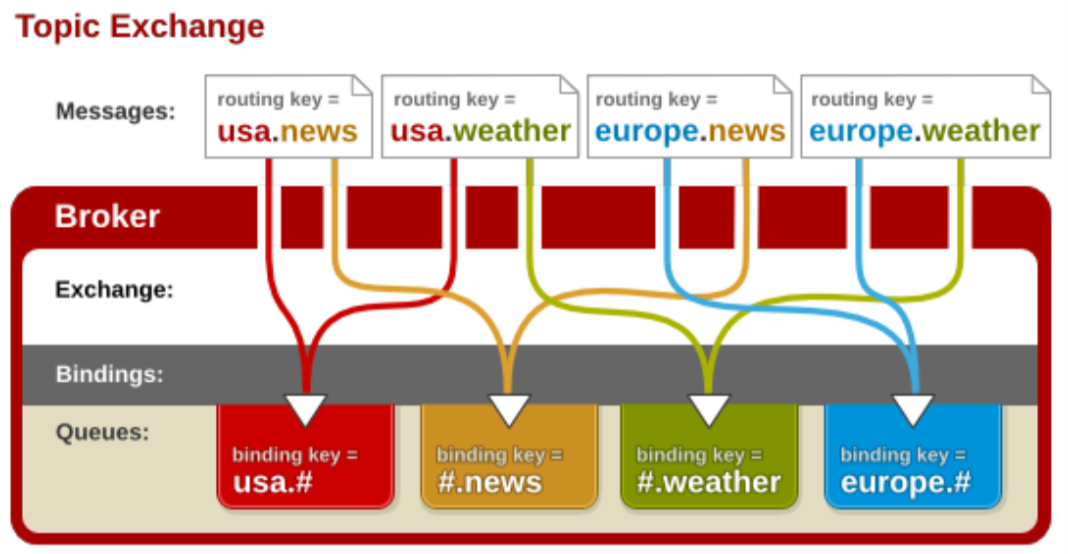 Topic Exchange
Messages:
routing key =
usa.news
routing key =
usa.weather
routing key =
europe.news
routing key =
europe.weather
Broker
Exchange:
Bindings:
Queues:
binding key =
usa.#
binding key =
#.news
binding key =
#.weather
binding key =
europe.#